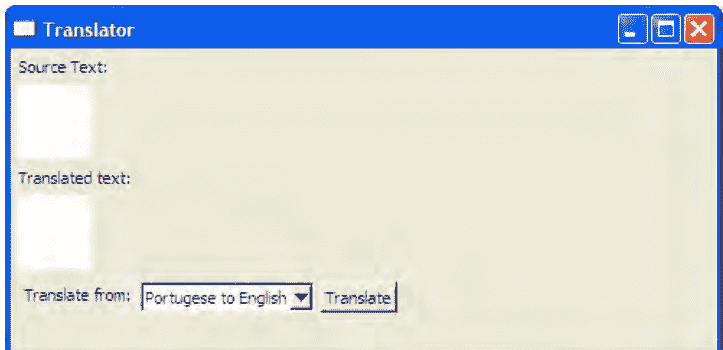 Translator
Source Text:
Translated text:
Translate from: Portugese to English Translate